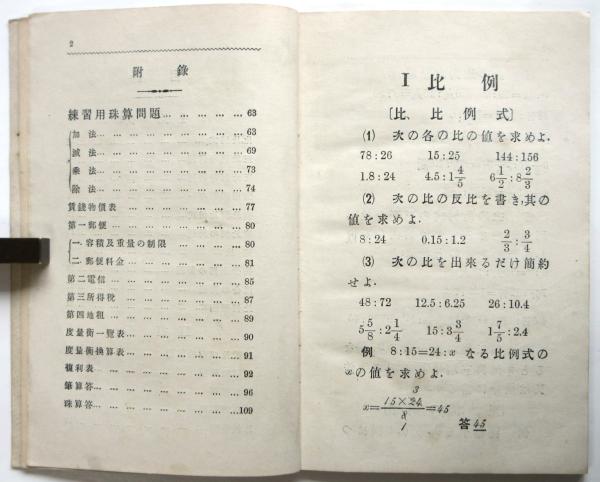 2
附錄
練習用珠算問題 … … … … … 63
加法… … … … … … … 63
減法… … … … … … … 69
乘法… … … … … … … 73
除法… … … … … … … 74
賃錢物價表… … … … … … 77
第一郵便… … … … … … … 80
一 容積及重量の制限… … … … 80
二 郵便料金… … … … … … 81
第二電信… … … … … … … 85
第三所得稅… … … … … … 87
第四地租… … … … … … … 89
度量衡一覽表… … … … … … 90
度量衡換算表… … … … … … 91
複利表… … … … … … … 92
筆算答… … … … … … … 96
珠算答… … … … … … … 109
I 比例
〔比、比例式〕
(1) 次の各の比の値を求めよ.
78:26 15:25 144:156
1.8:24 4.5:1 4/5 6 1/2:8 2/3
(2) 次の比の反比を書き,其の
値を求めよ.
8:24 0.15:1.2 2/3:3/4
(3) 次の比を出來るだけ簡約
せよ.
48:72 12.5:6.25 26:10.4
5 5/8:2 1/4 15:3 3/4 1 7/5:2.4
例 8:15=24:x なる比例式の
xの値を求めよ.
3
x=15×24/8=45
1
答45